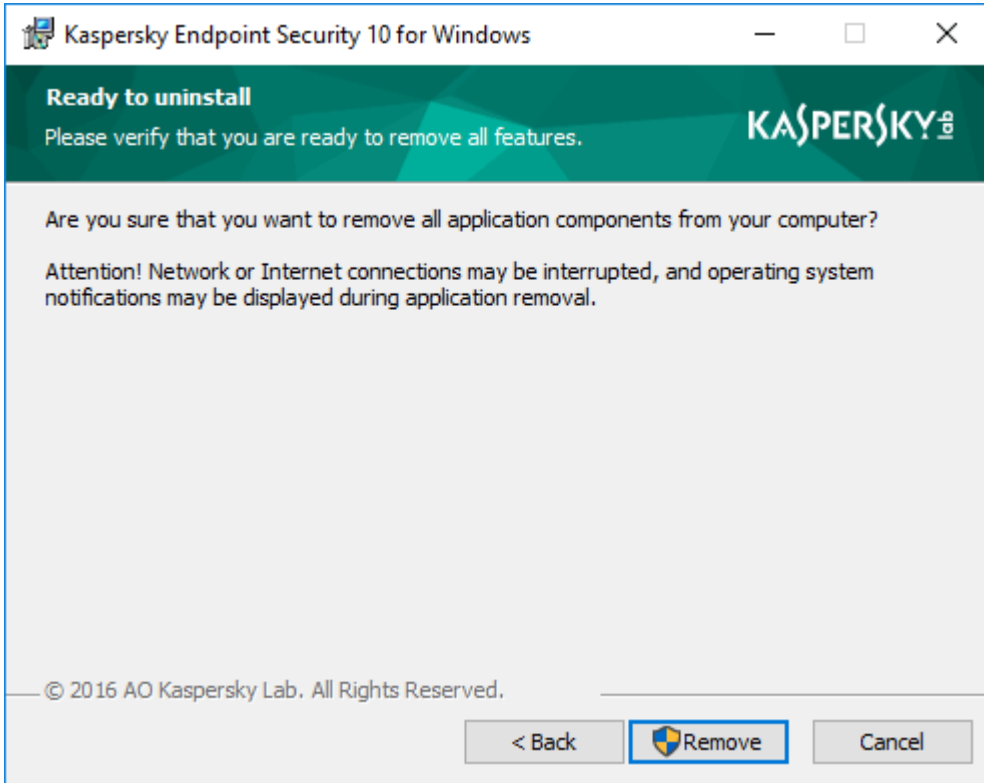 Kaspersky Endpoint Security 10 for Windows
Ready to uninstall
Please verify that you are ready to remove all features.
KASPERSKY lab
Are you sure that you want to remove all application components from your computer?
Attention! Network or Internet connections may be interrupted, and operating system
notifications may be displayed during application removal.
© 2016 AO Kaspersky Lab. All Rights Reserved.
< Back
Remove
Cancel